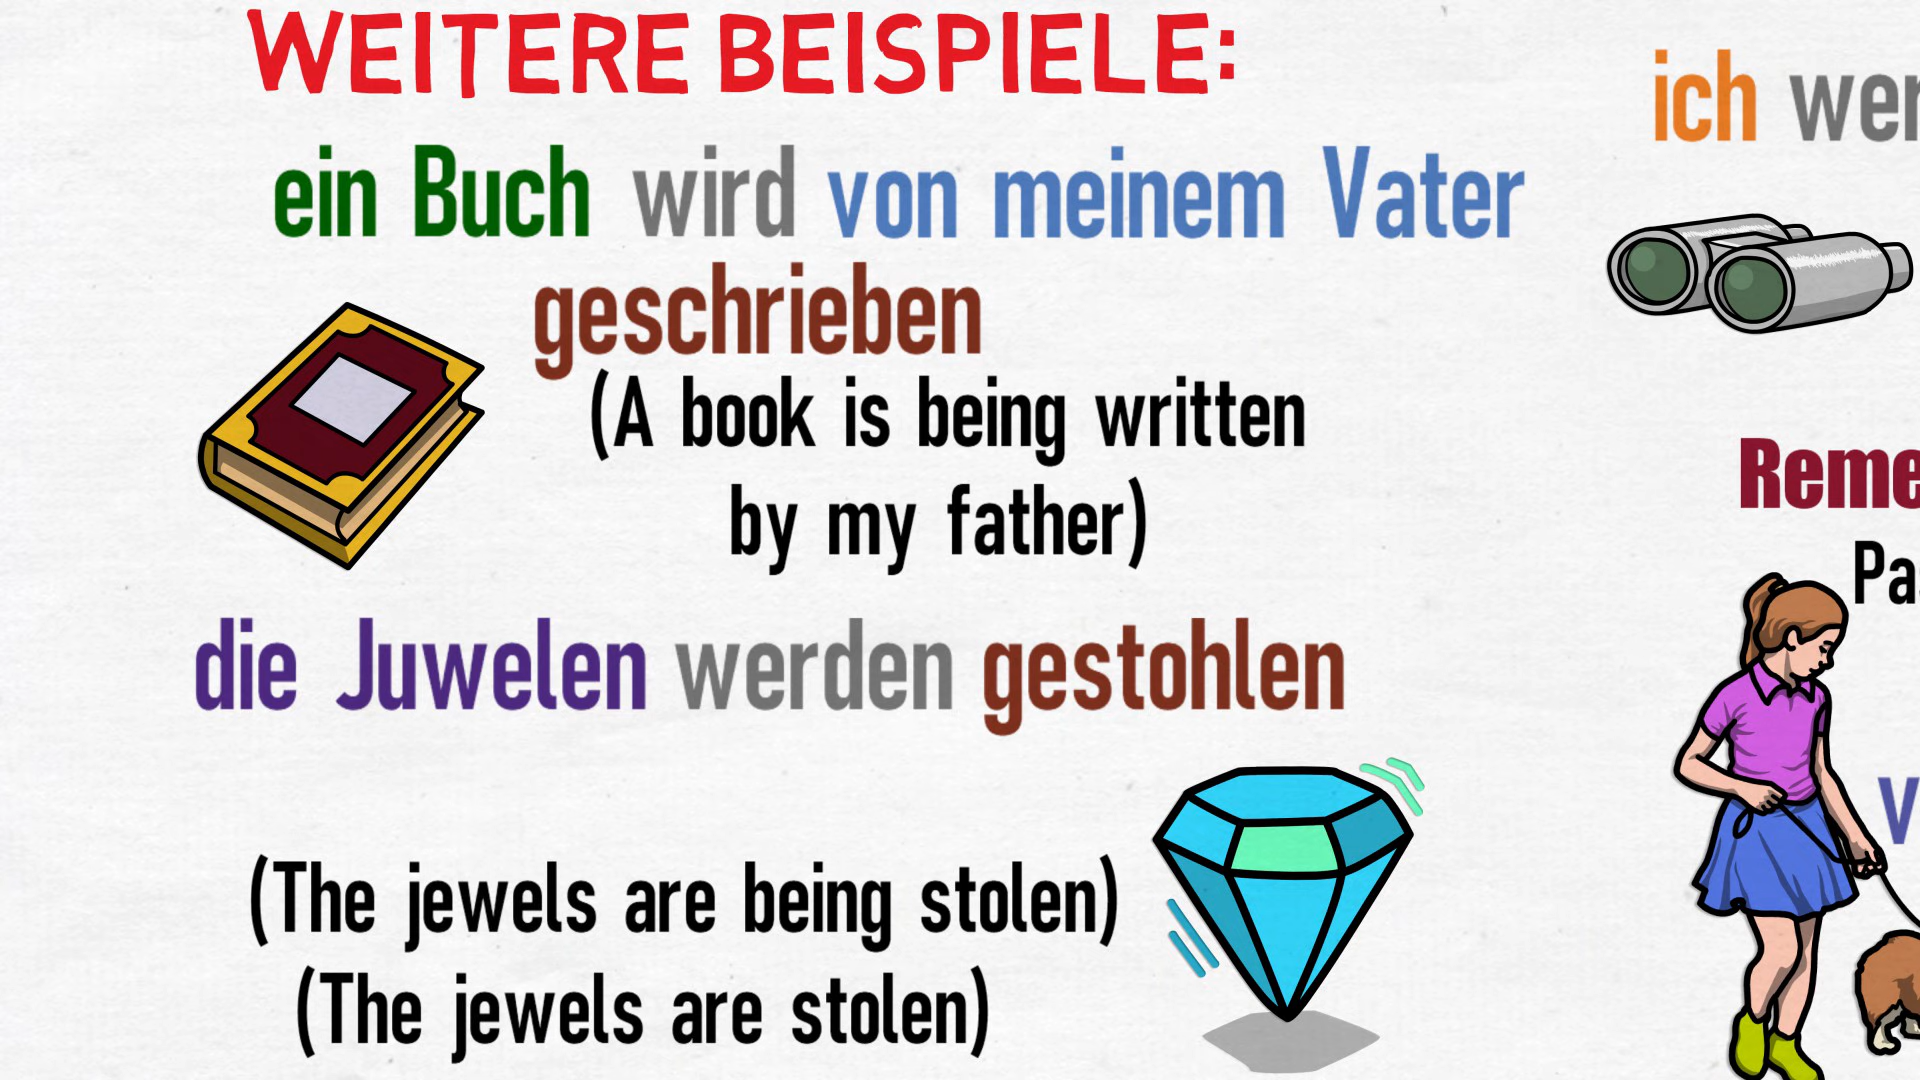 WEITERE BEISPIELE:
ein Buch wird von meinem Vater
geschrieben
(A book is being written
by my father)
die Juwelen werden gestohlen
(The jewels are being stolen)
(The jewels are stolen)
ich